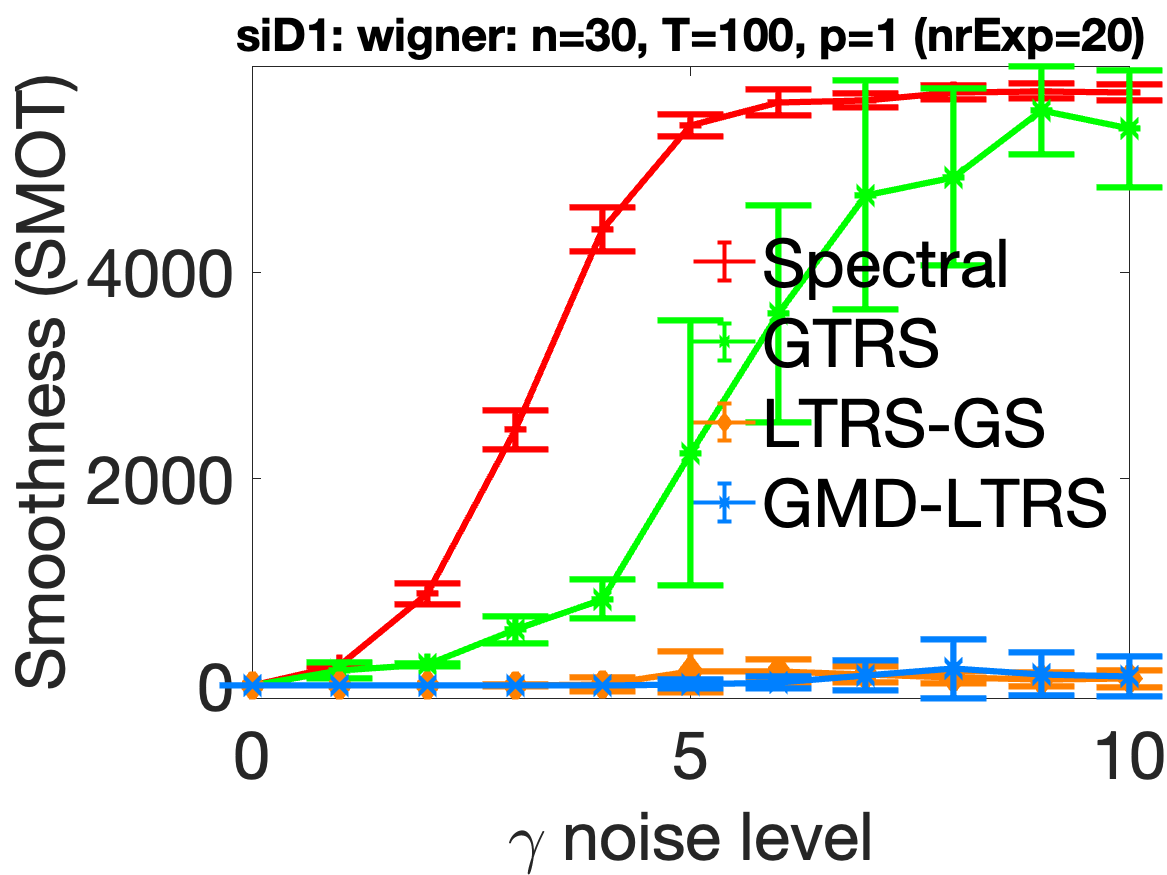 siD1: wigner: n=30, T=100, p=1 (nrExp=20)
Smoothness (SMOT)
4000
2000
0
Spectral
GTRS
LTRS-GS
GMD-LTRS
0 5 10
γ noise level